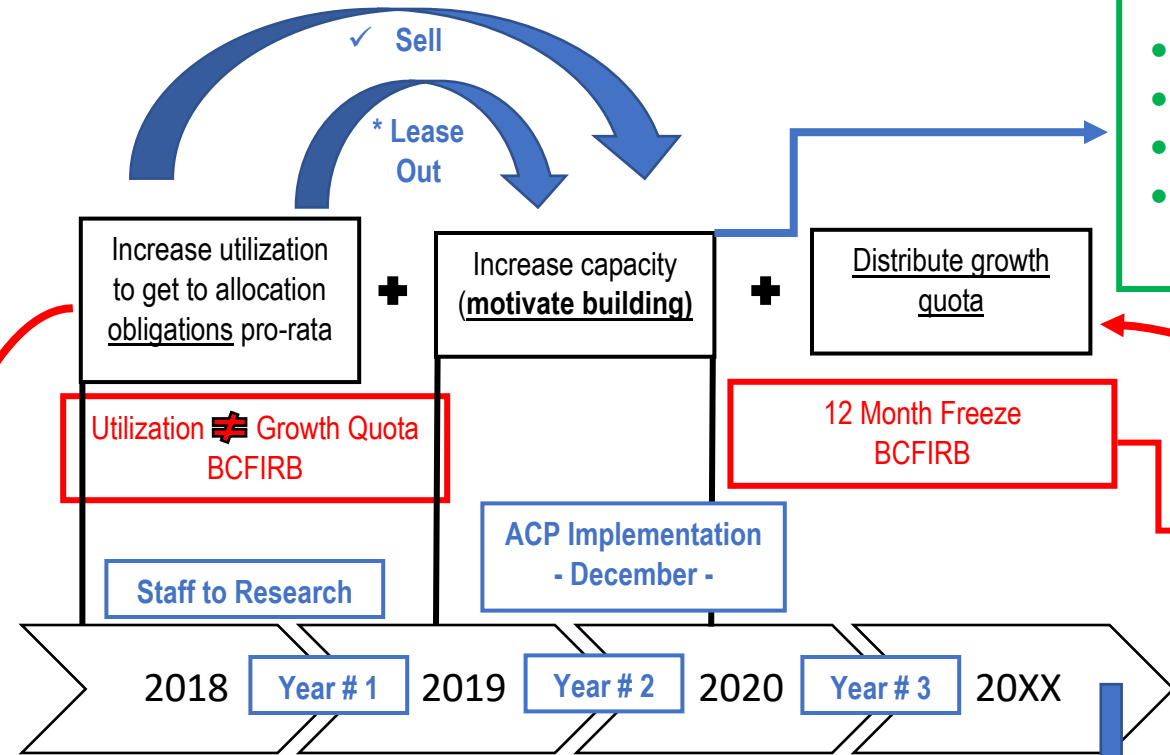 ✓ Sell
* Lease
Out
Increase utilization
to get to allocation
obligations pro-rata
Increase capacity
(motivate building)
Distribute growth
quota
Utilization ≠ Growth Quota
BCFIRB
12 Month Freeze
BCFIRB
ACP Implementation
- December -
Staff to Research
2018
Year # 1
2019
Year # 2
2020
Year # 3
20XX